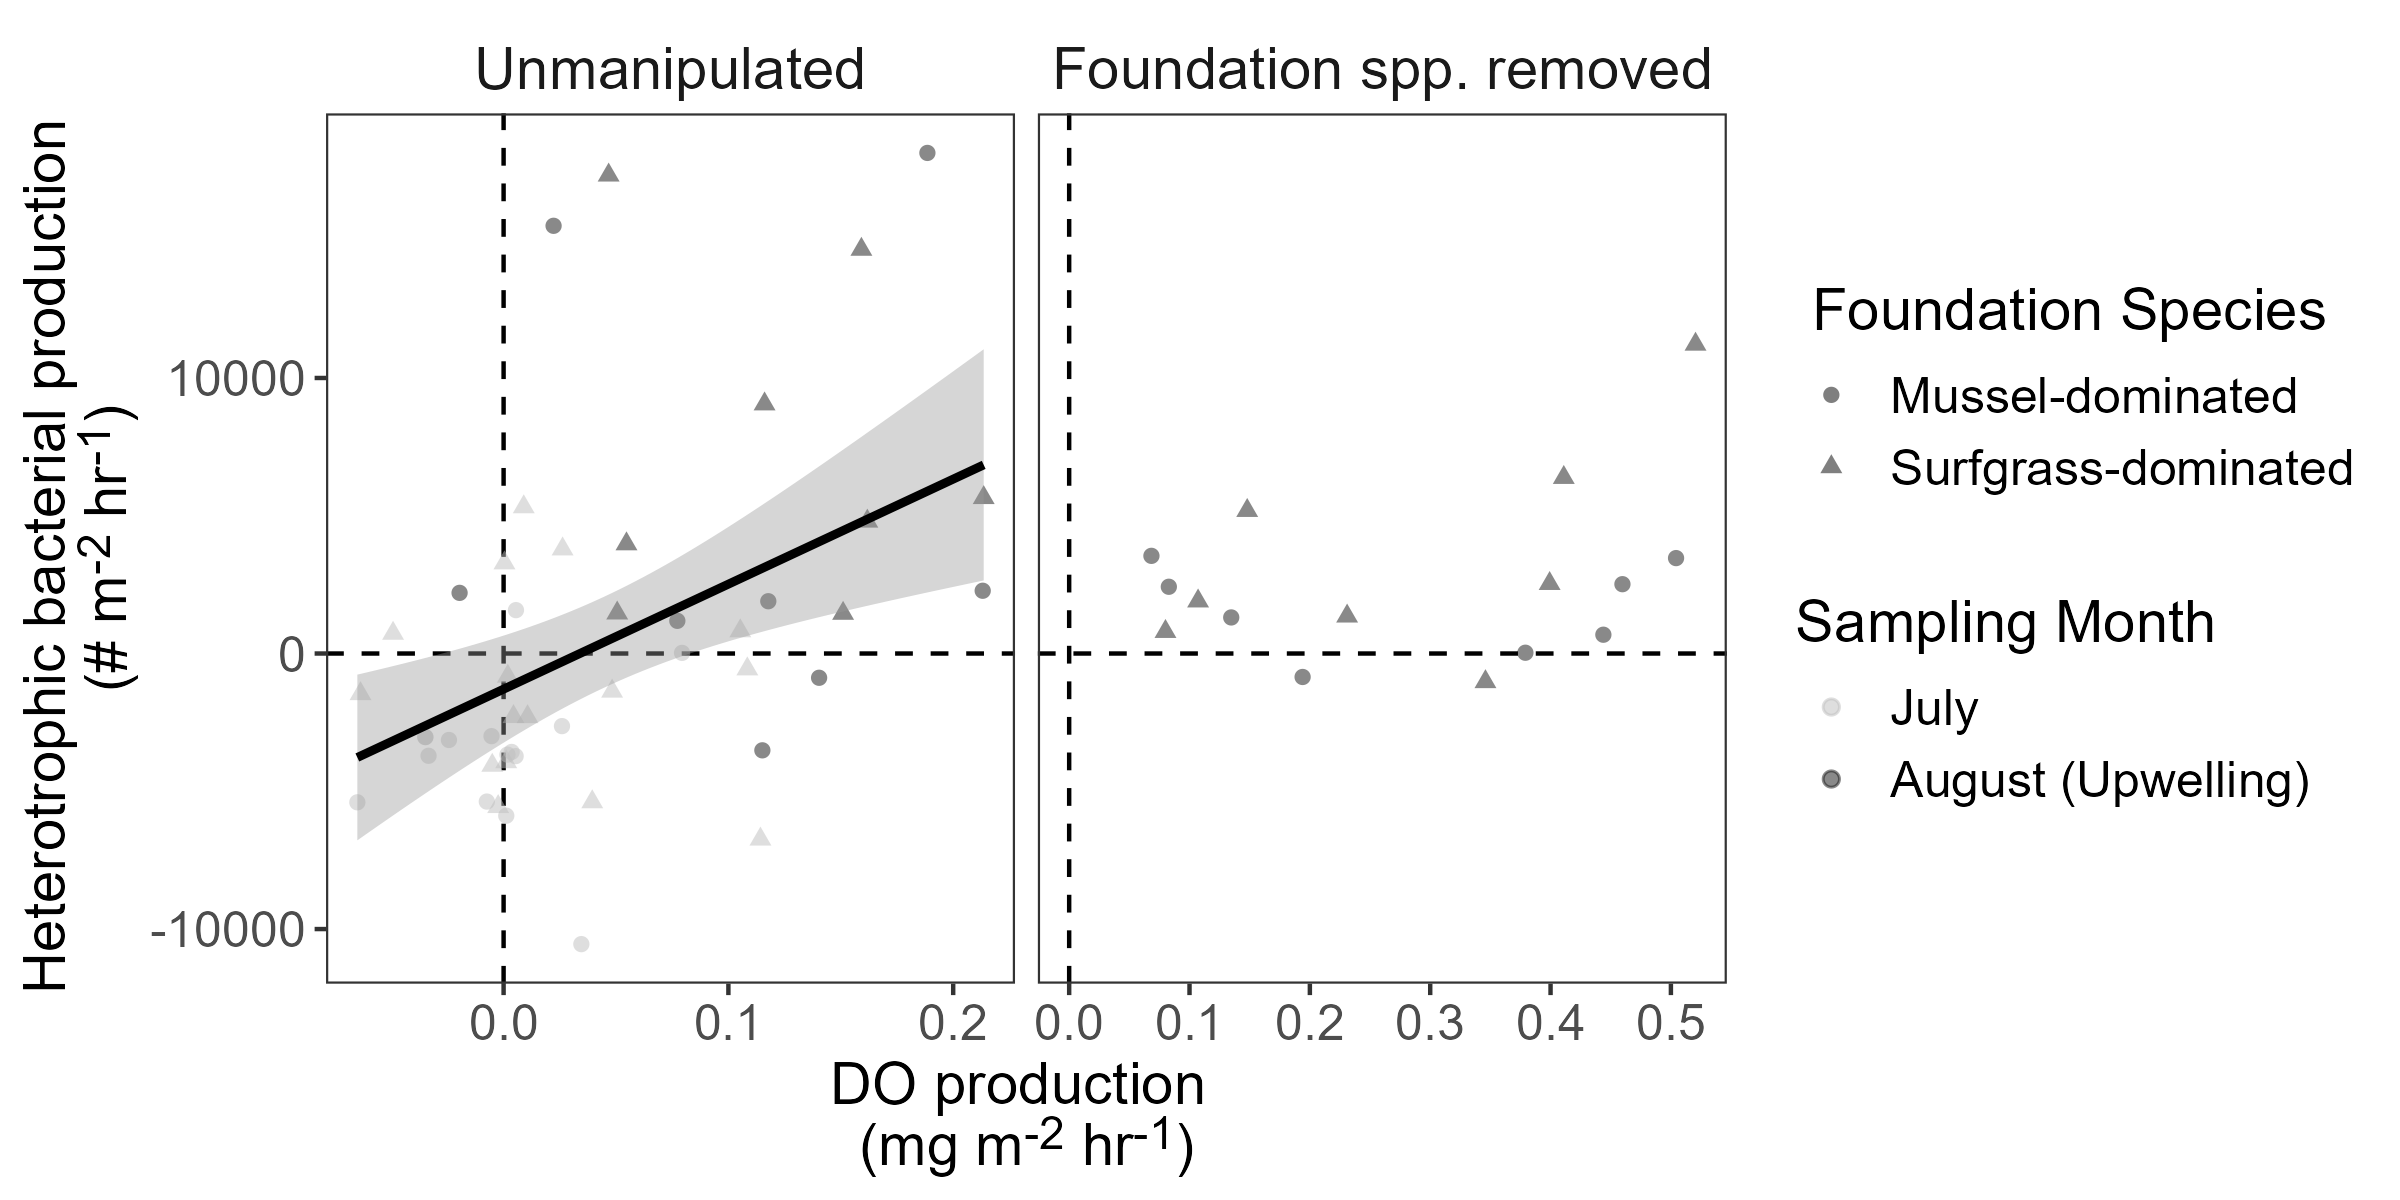 Unmanipulated
Foundation spp. removed
Heterotrophic bacterial production
(# m-2 hr-1)
10000
0
-10000
0.0 0.1 0.2
0.0 0.1 0.2 0.3 0.4 0.5
DO production
(mg m-2 hr-1)
Foundation Species
Mussel-dominated
Surfgrass-dominated
Sampling Month
July
August (Upwelling)